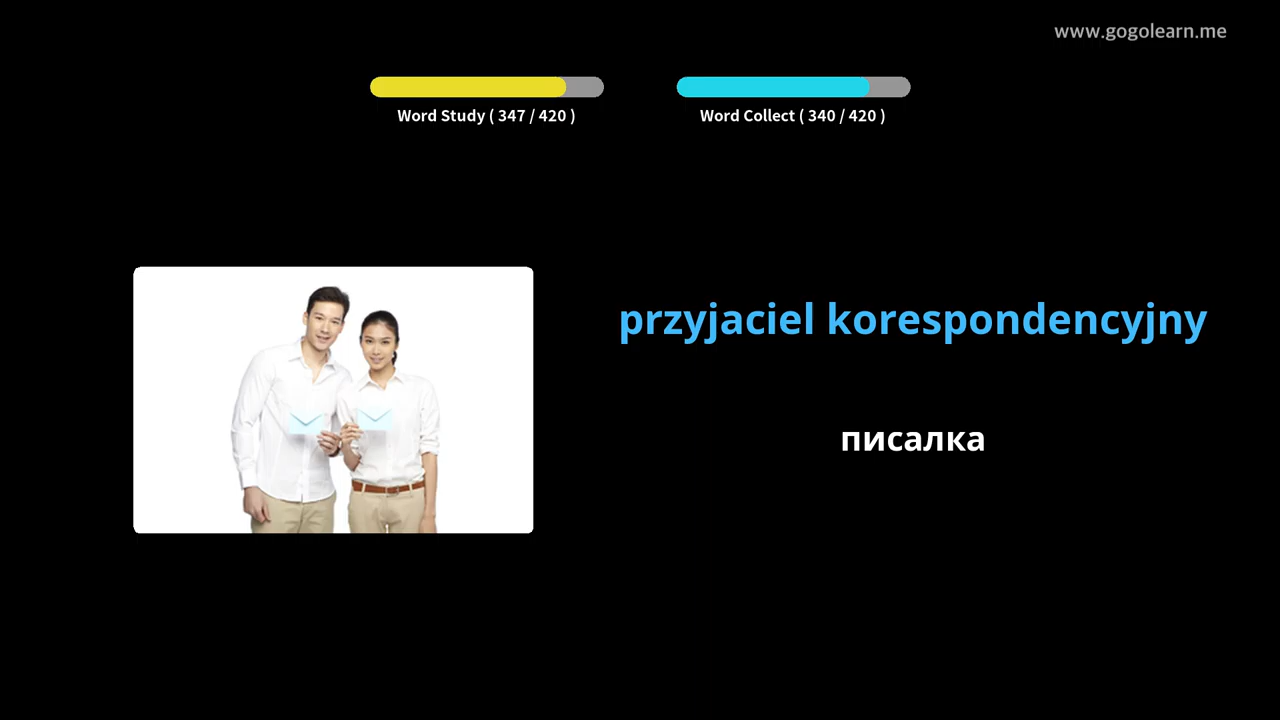 www.gogolearn.me
Word Study ( 347 / 420 )
Word Collect ( 340 / 420 )
przyjaciel korespondencyjny
писалка